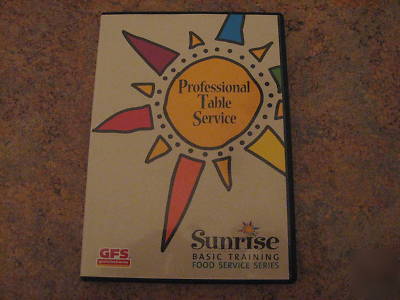 Professional
Table
Service
Sunrise
BASIC TRAINING
FOOD SERVICE SERIES
GFS